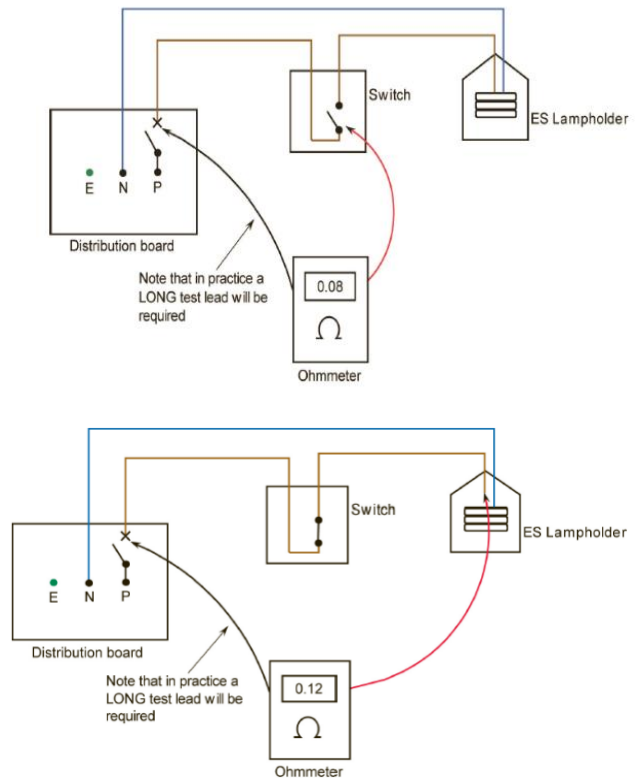 Switch
ES Lampholder
E N P
Distribution board
Note that in practice a
LONG test lead will be
required
0.08
Ω
Ohmmeter
Switch
ES Lampholder
E N P
Distribution board
Note that in practice a
LONG test lead will be
required
0.12
Ω
Ohmmeter